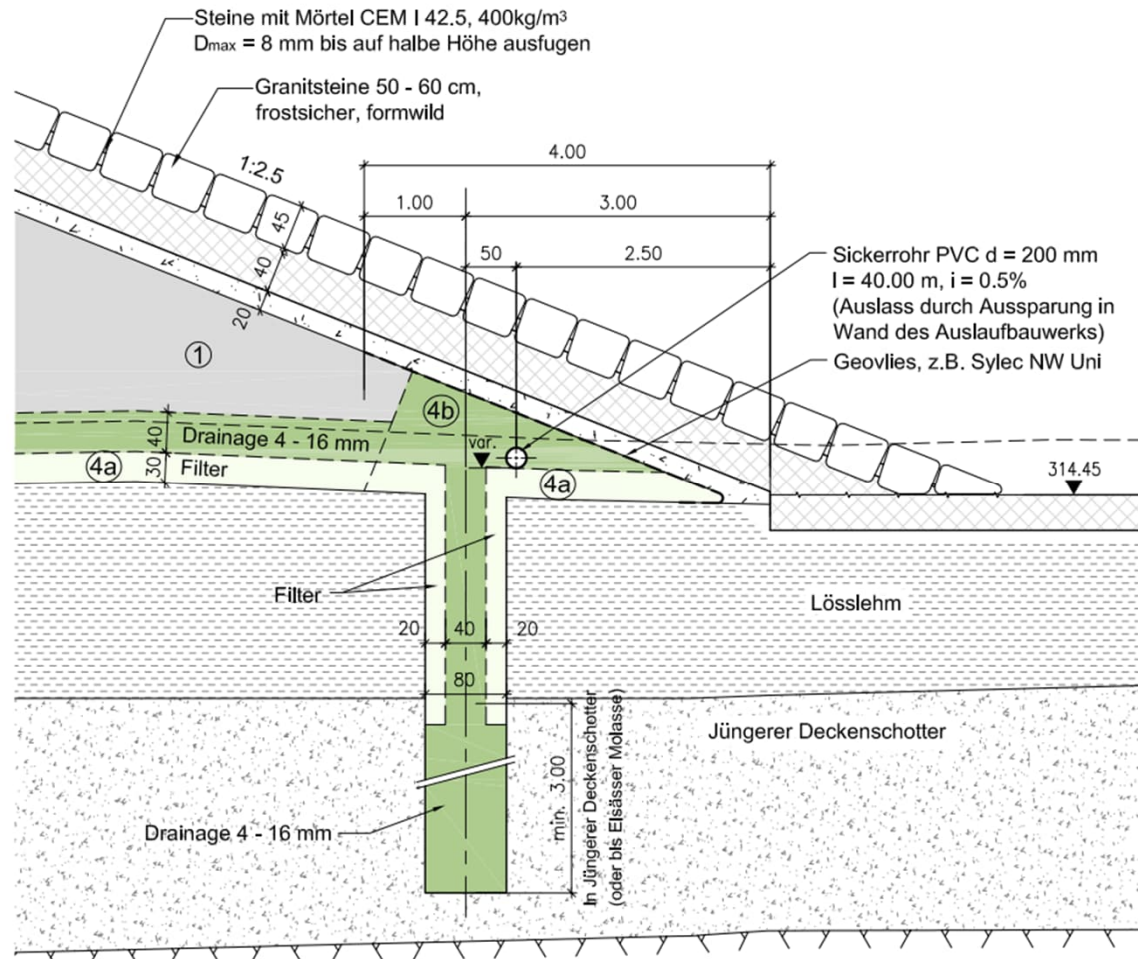 Steine mit Mörtel CEM I 42.5, 400kg/m³
Dmax = 8 mm bis auf halbe Höhe ausfugen
Granitsteine 50 - 60 cm,
frostsicher, formwild
1:2.5
4.00
1.00
3.00
45
50
2.50
40
20
Sickerrohr PVC d = 200 mm
l = 40.00 m, i = 0.5%
(Auslass durch Aussparung in
Wand des Auslaufbauwerks)
Geovlies, z.B. Sylec NW Uni
1
4b
40
Drainage 4 - 16 mm
var.
30
4a
Filter
4a
314.45
Filter
Lösslehm
20
40
20
80
Jüngerer Deckenschotter
min. 3.00
In Jüngerer Deckenschotter
(oder bis Elsässer Molasse)
Drainage 4 - 16 mm